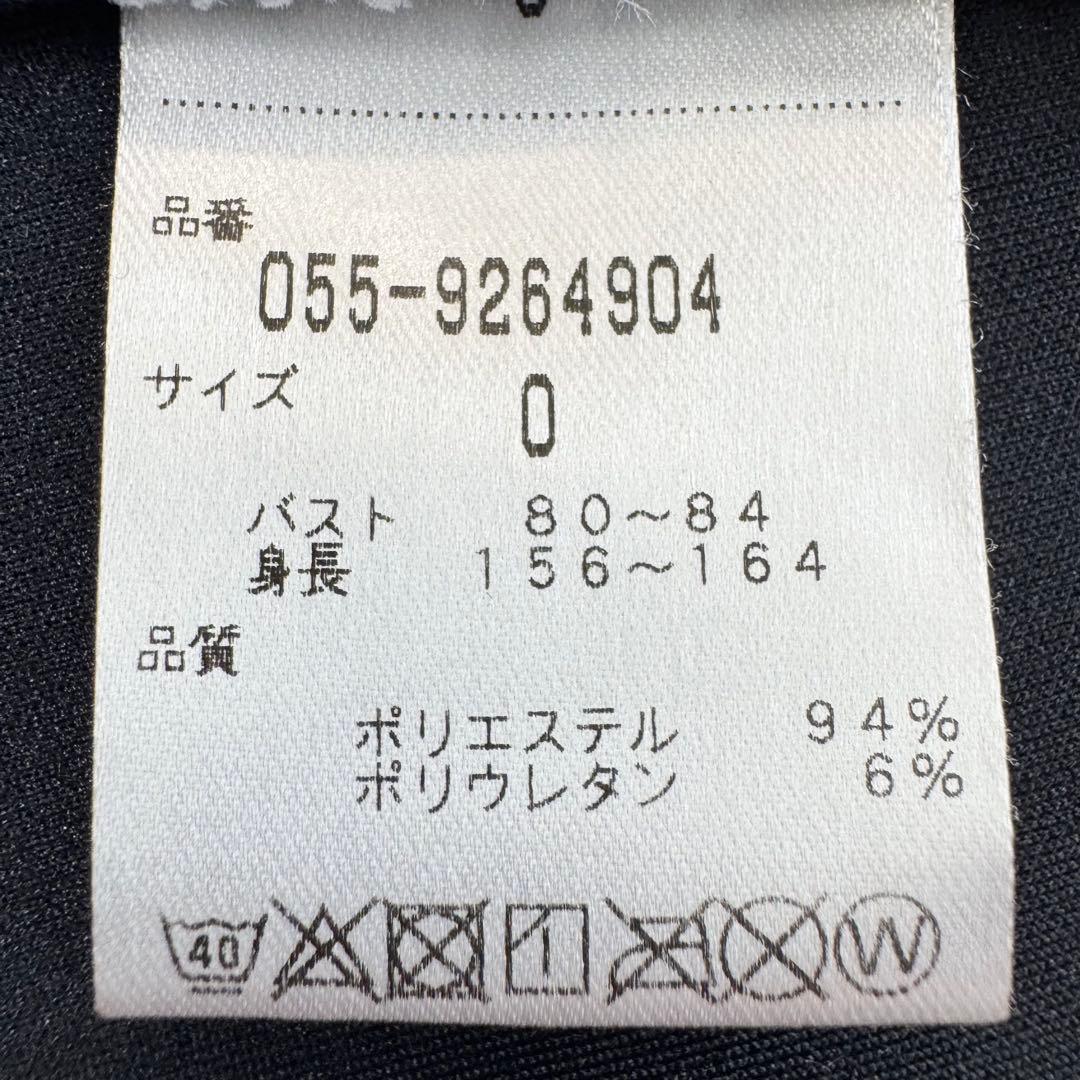 品番
055-9264904
サイズ 0
バスト 80～84
身長 156～164
品質
ポリエステル 94%
ポリウレタン 6%
40 W